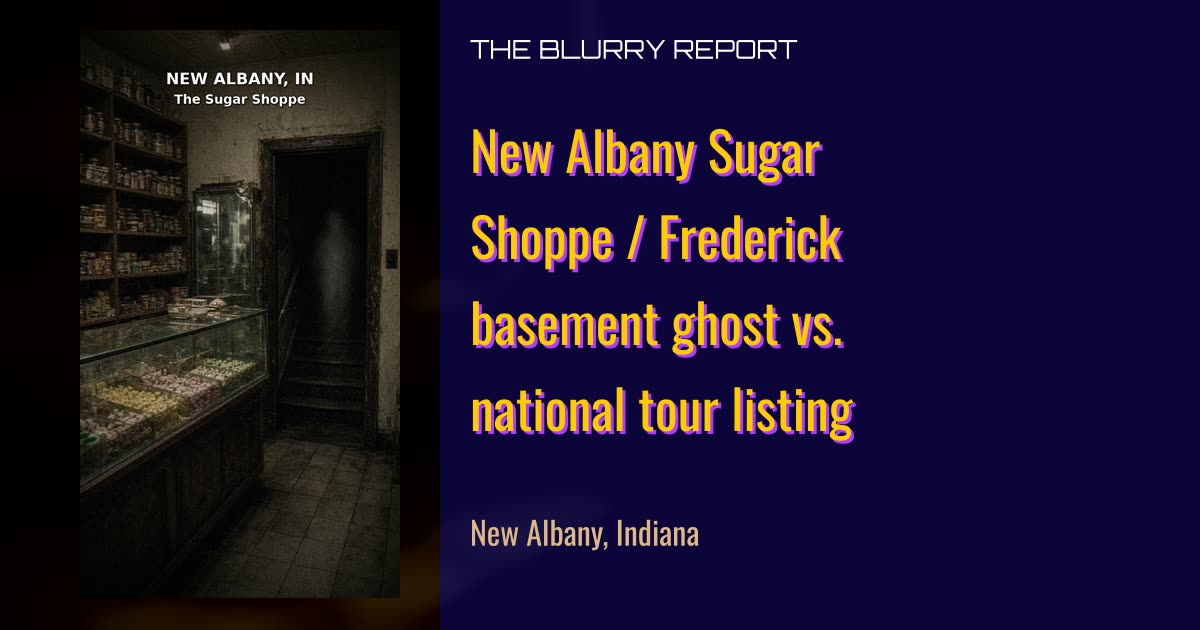 NEW ALBANY, IN
The Sugar Shoppe
THE BLURRY REPORT
New Albany Sugar
Shoppe / Frederick
basement ghost vs.
national tour listing
New Albany, Indiana